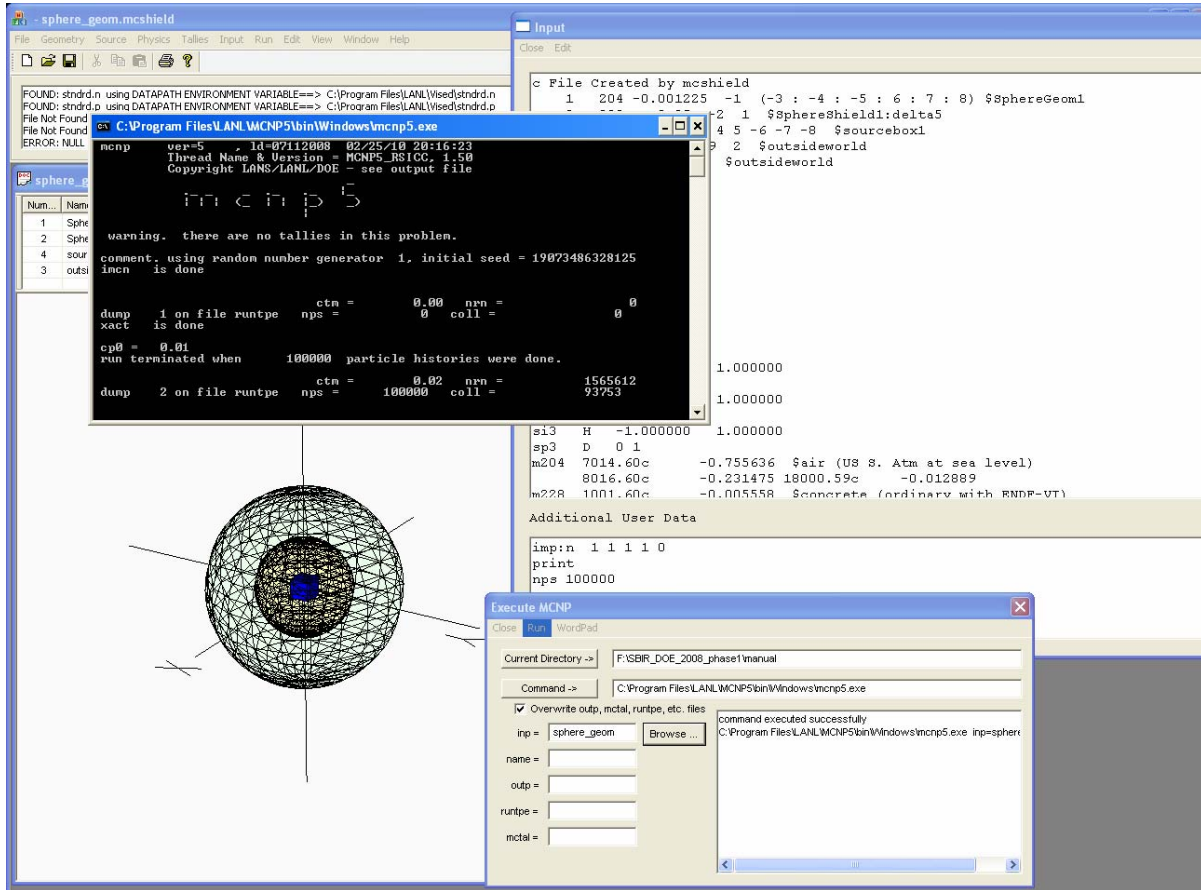 - sphere_geom.mcshield
File Geometry Source Physics Tallies Input Run Edit View Window Help
FOUND: stndrd.n using DATAPATH ENVIRONMENT VARIABLE==> C:\Program Files\LANL\Vised\stndrd.n
FOUND: stndrd.p using DATAPATH ENVIRONMENT VARIABLE==> C:\Program Files\LANL\Vised\stndrd.p
File Not Found
File Not Found
ERROR: NULL
sphere_g
Num... Name
1 Sphe
2 Sphe
4 sour
3 outsi
C:\Program Files\LANL\MCNP5\bin\Windows\mcnp5.exe
mcnp ver=5 , ld=07112008 02/25/10 20:16:23
Thread Name & Version = MCNP5_RSICC, 1.50
Copyright LANS/LANL/DOE - see output file
mcnp5
warning. there are no tallies in this problem.
comment. using random number generator 1, initial seed = 19073486328125
imcn is done
ctm = 0.00 nrn = 0
dump 1 on file runtpe nps = 0 coll = 0
xact is done
cp0 = 0.01
run terminated when 100000 particle histories were done.
ctm = 0.02 nrn = 1565612
dump 2 on file runtpe nps = 100000 coll = 93753
Input
Close Edit
c File Created by mcshield
1 204 -0.001225 -1 (-3 : -4 : -5 : 6 : 7 : 8) $SphereGeom1
-2 1 $SphereShield1:delta5
4 5 -6 -7 -8 $sourcebox1
9 2 $outsideworld
$outsideworld
1.000000
1.000000
si3 H -1.000000 1.000000
sp3 D 0 1
m204 7014.60c -0.755636 $air (US S. Atm at sea level)
8016.60c -0.231475 18000.59c -0.012889
m228 1001.60c -0.005558 $concrete (ordinary with ENDF-VI)
Additional User Data
imp:n 1 1 1 1 0
print
nps 100000
Execute MCNP
Close Run WordPad
Current Directory -> F:\SBIR_DOE_2008_phase1\manual
Command -> C:\Program Files\LANL\MCNP5\bin\Windows\mcnp5.exe
Overwrite outp, mctal, runtpe, etc. files
inp = sphere_geom Browse ...
name =
outp =
runtpe =
mctal =
command executed successfully
C:\Program Files\LANL\MCNP5\bin\Windows\mcnp5.exe inp=sphere